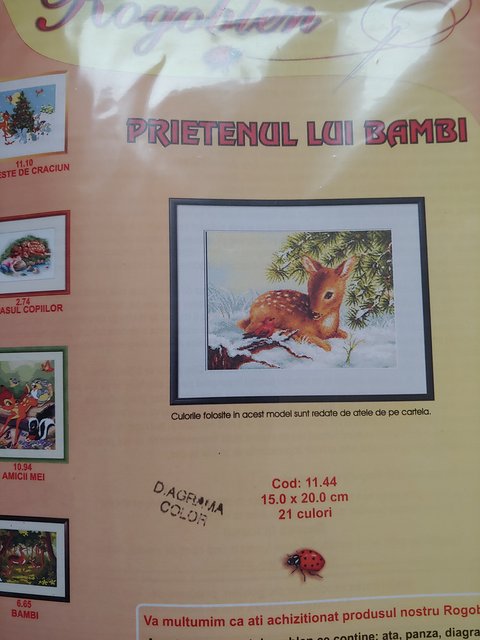 Rogoblen
PRIETENUL LUI BAMBI
11.10
ESTE DE CRACIUN
2.74
ASUL COPIILOR
10.94
AMICII MEI
6.65
BAMBI
Culorile folosite in acest model sunt redate de atele de pe cartela.
DIAGRAMA
COLOR
Cod: 11.44
15.0 x 20.0 cm
21 culori
Va multumim ca ati achizitionat produsul nostru Rogob
contine: ata, panza, diagra